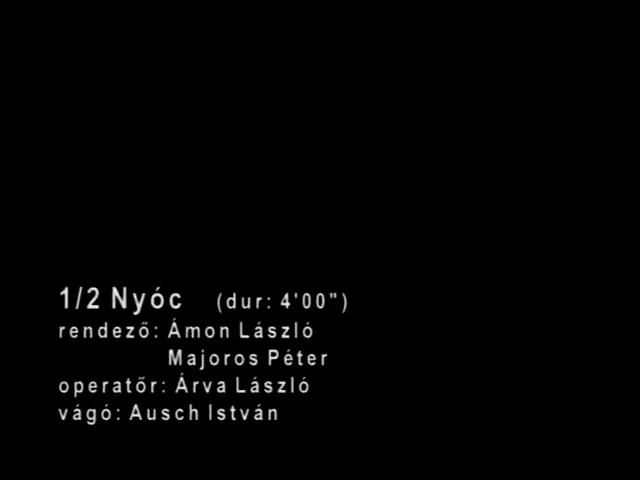 1/2 Nyóc (dur: 4'00")
rendező: Ámon László
Majoros Péter
operatőr: Árva László
vágó: Ausch István